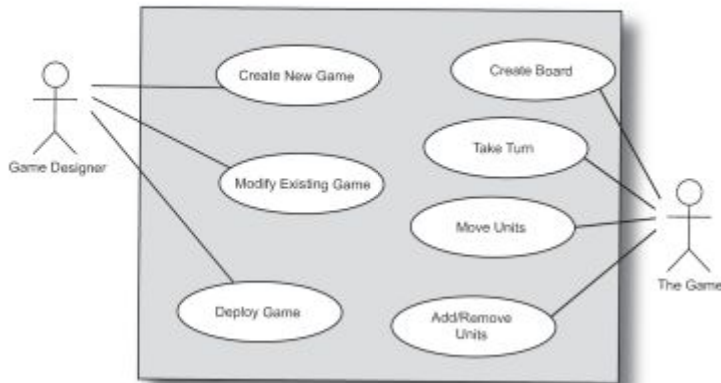 Create New Game
Create Board
Game Designer
Take Turn
Modify Existing Game
Move Units
The Game
Deploy Game
Add/Remove
Units